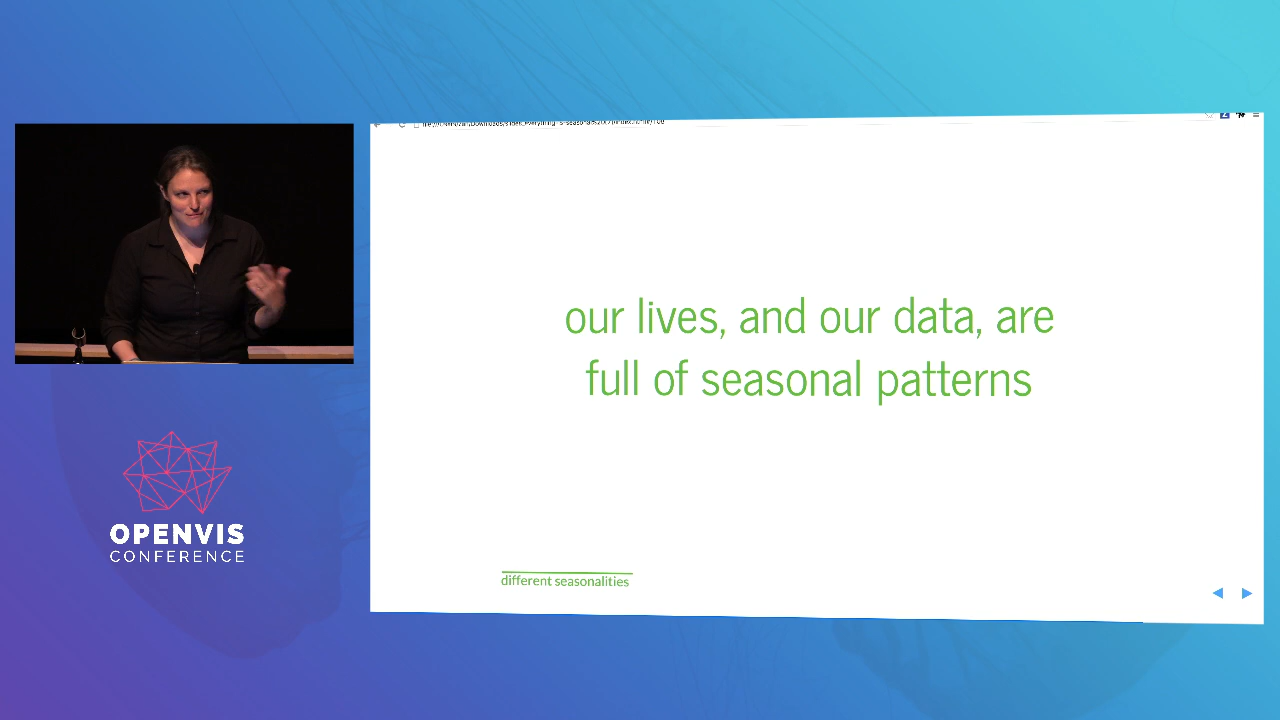 our lives, and our data, are
full of seasonal patterns
different seasonalities
OPENVIS
CONFERENCE